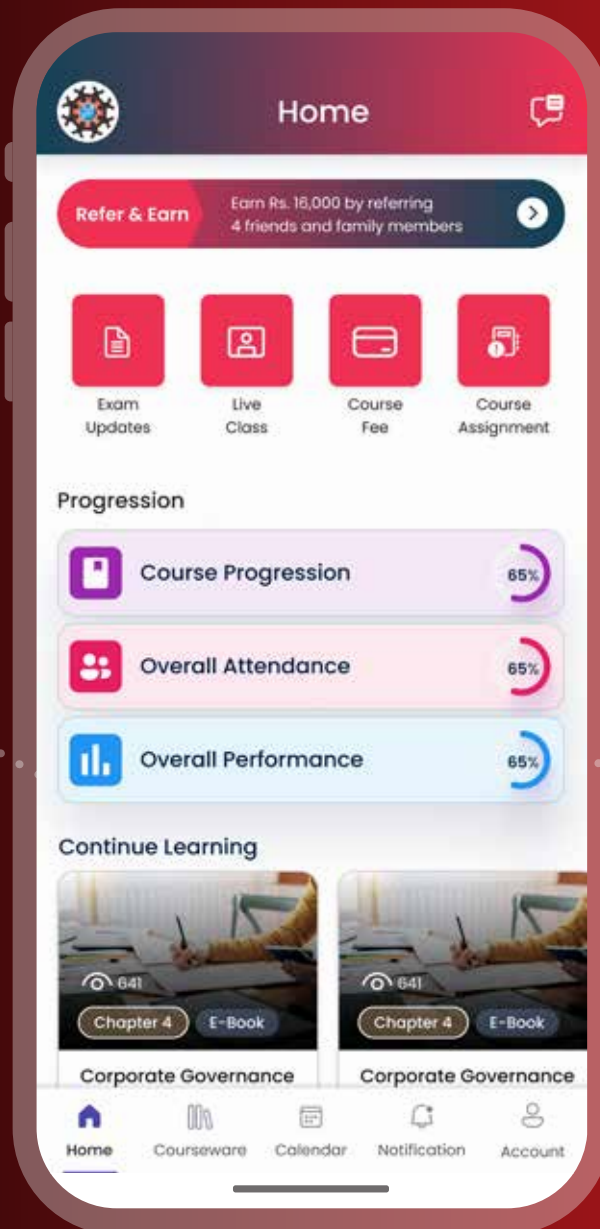 Home
Refer & Earn
Earn Rs. 16,000 by referring
4 friends and family members
Exam
Updates
Live
Class
Course
Fee
Course
Assignment
Progression
Course Progression
65%
Overall Attendance
65%
Overall Performance
65%
Continue Learning
641
Chapter 4
E-Book
Corporate Governance
641
Chapter 4
E-Book
Corporate Governance
Home
Courseware
Calendar
Notification
Account